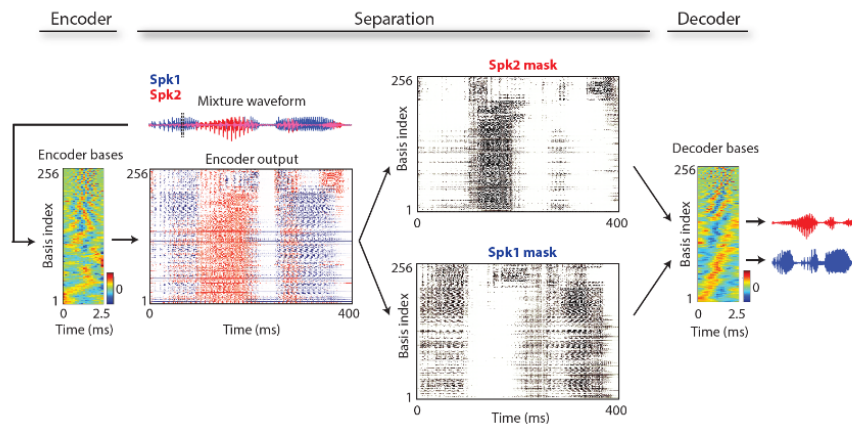 Encoder
Separation
Decoder
Spk1
Spk2
Mixture waveform
Encoder bases
256
Basis index
1
0
0 2.5
Time (ms)
Encoder output
256
Basis index
1
0 400
Time (ms)
Spk2 mask
256
Basis index
1
0 400
Spk1 mask
256
Basis index
1
0 400
Time (ms)
Decoder bases
256
Basis index
1
0
0 2.5
Time (ms)